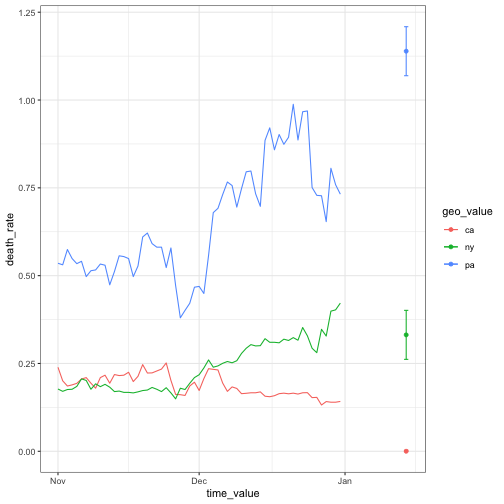 1.25
1.00
0.75
0.50
0.25
0.00
death_rate
Nov
Dec
Jan
time_value
geo_value
ca
ny
pa